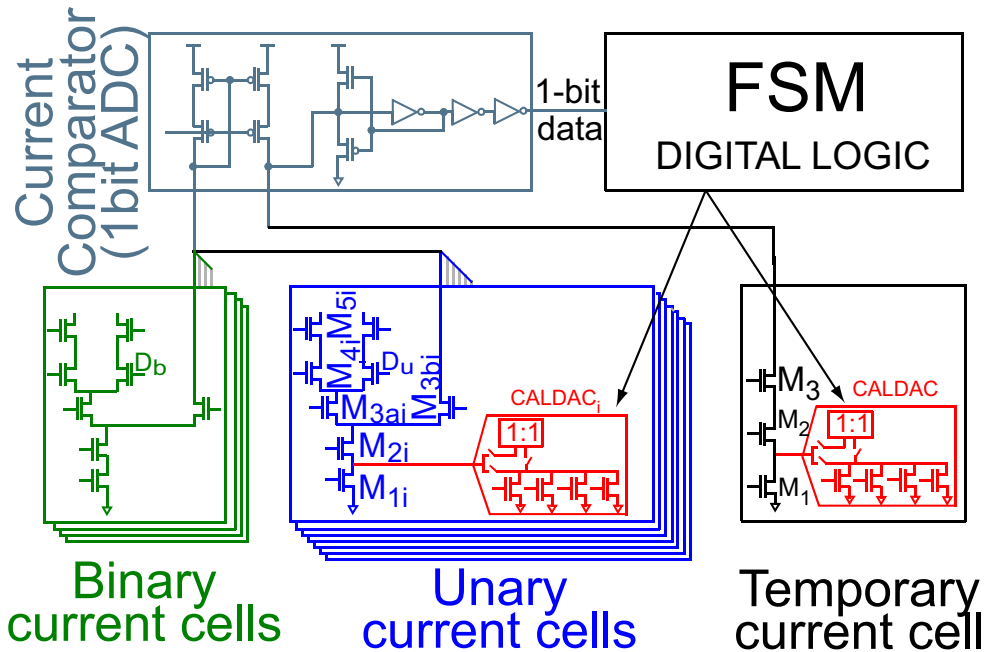 Current
Comparator
(1bit ADC)
1-bit
data
FSM
DIGITAL LOGIC
Db
M5i
M4i
Du
M3bi
M3ai
M2i
M1i
CALDACi
1:1
M3
M2
M1
CALDAC
1:1
Binary
current cells
Unary
current cells
Temporary
current cell